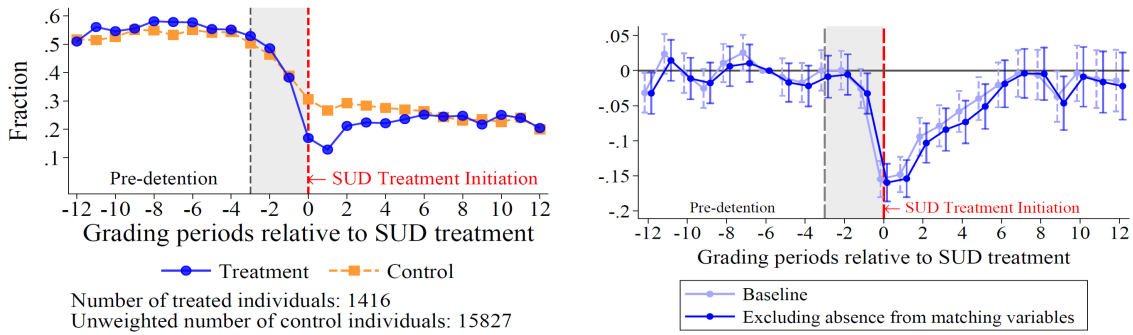 .6
.5
.4
.3
.2
.1
Fraction
Pre-detention
← SUD Treatment Initiation
-12 -10 -8 -6 -4 -2 0 2 4 6 8 10 12
Grading periods relative to SUD treatment
Treatment Control
Number of treated individuals: 1416
Unweighted number of control individuals: 15827
.05
0
-.05
-.1
-.15
-.2
Pre-detention
← SUD Treatment Initiation
-12 -10 -8 -6 -4 -2 0 2 4 6 8 10 12
Grading periods relative to SUD treatment
Baseline
Excluding absence from matching variables